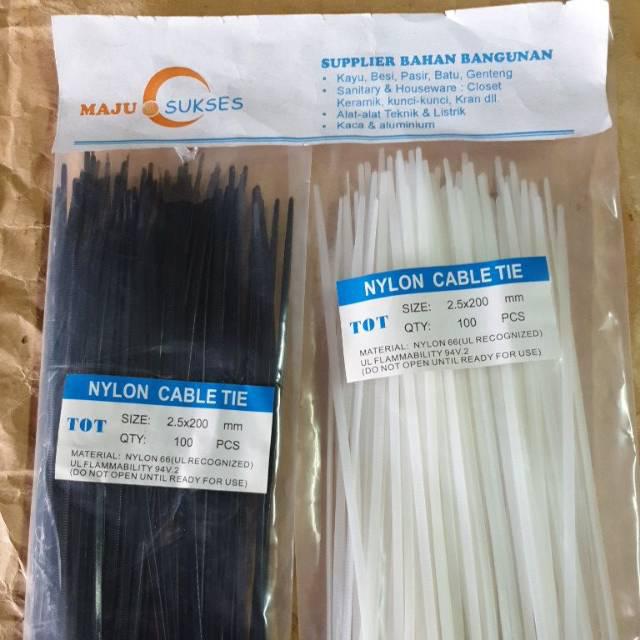 MAJU SUKSES
SUPPLIER BAHAN BANGUNAN
• Kayu, Besi, Pasir, Batu, Genteng
• Sanitary & Houseware : Closet
Keramik, kunci-kunci, Kran dll
• Alat-alat Teknik & Listrik
• Kaca & aluminium
NYLON CABLE TIE
TOT
SIZE: 2.5x200 mm
QTY: 100 PCS
MATERIAL: NYLON 66(UL RECOGNIZED)
UL FLAMMABILITY 94V.2
(DO NOT OPEN UNTIL READY FOR USE)
NYLON CABLE TIE
TOT
SIZE: 2.5x200 mm
QTY: 100 PCS
MATERIAL: NYLON 66(UL RECOGNIZED)
UL FLAMMABILITY 94V.2
(DO NOT OPEN UNTIL READY FOR USE)